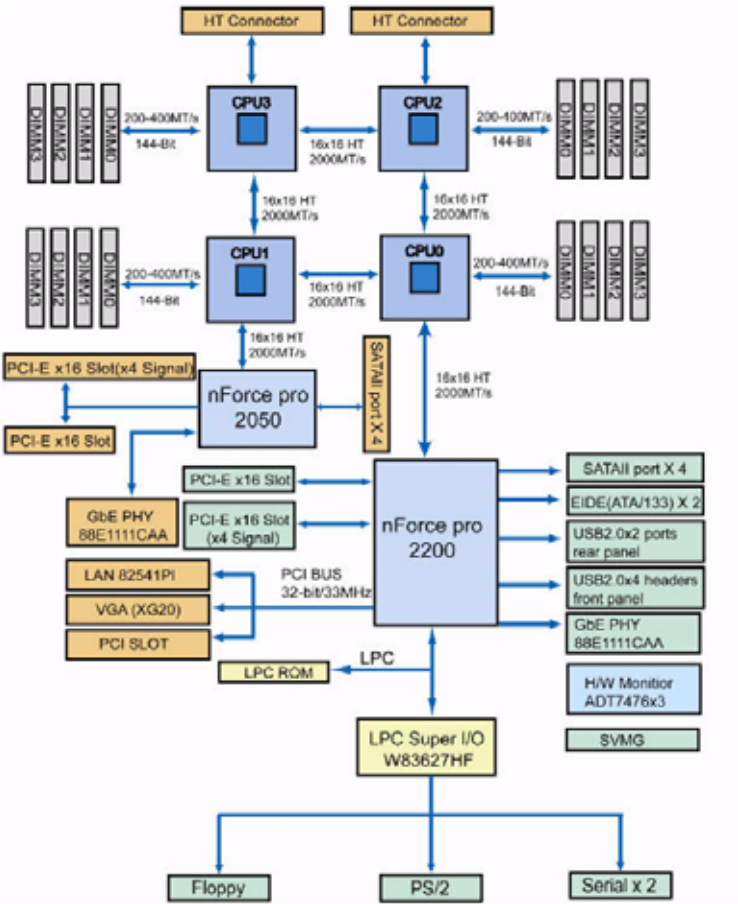 HT Connector
HT Connector
CPU3
CPU2
DIMM3
DIMM2
DIMM1
DIMM0
200-400MT/s
144-Bit
16x16 HT
2000MT/s
200-400MT/s
144-Bit
DIMM0
DIMM1
DIMM2
DIMM3
16x16 HT
2000MT/s
16x16 HT
2000MT/s
CPU1
CPU0
DIMM3
DIMM2
DIMM1
DIMM0
200-400MT/s
144-Bit
16x16 HT
2000MT/s
200-400MT/s
144-Bit
DIMM0
DIMM1
DIMM2
DIMM3
16x16 HT
2000MT/s
PCI-E x16 Slot(x4 Signal)
nForce pro
2050
SATAII port X 4
16x16 HT
2000MT/s
PCI-E x16 Slot
GbE PHY
88E1111CAA
PCI-E x16 Slot
PCI-E x16 Slot
(x4 Signal)
nForce pro
2200
SATAII port X 4
EIDE(ATA/133) X 2
USB2.0x2 ports
rear panel
USB2.0x4 headers
front panel
GbE PHY
88E1111CAA
LAN 82541PI
VGA (XG20)
PCI SLOT
PCI BUS
32-bit/33MHz
LPC ROM
LPC
H/W Monitior
ADT7476x3
SVMG
LPC Super I/O
W83627HF
Floppy
PS/2
Serial x 2